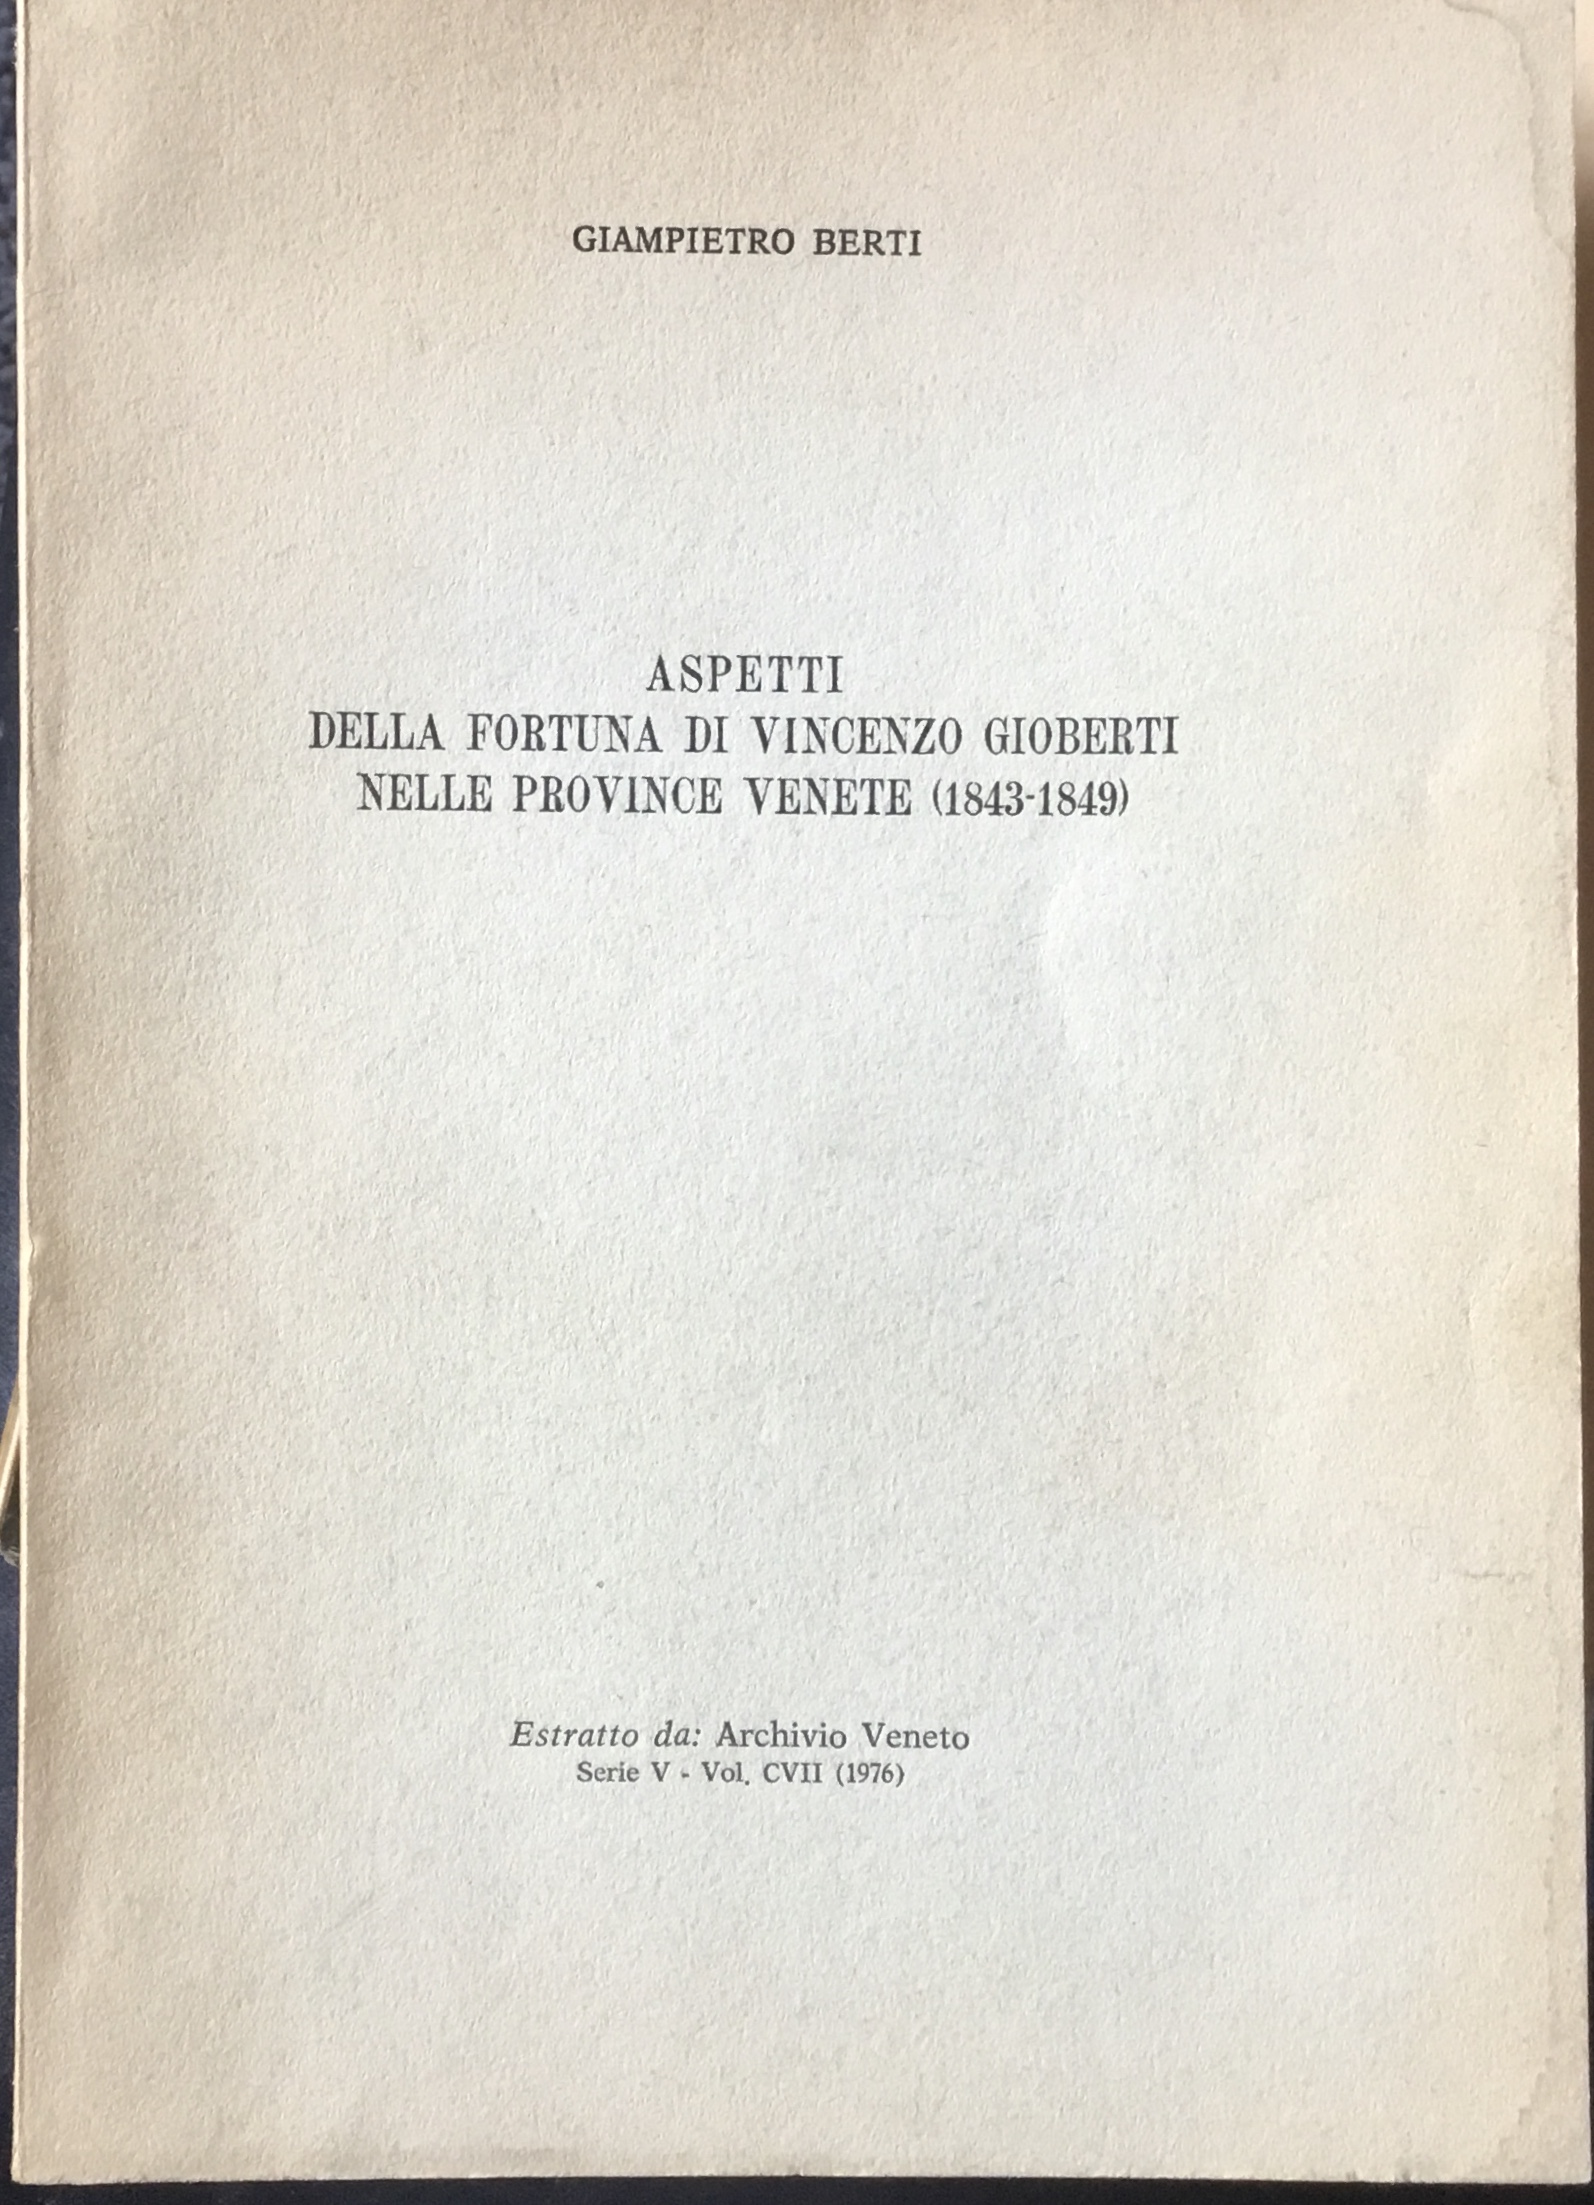 GIAMPIETRO BERTI
ASPETTI
DELLA FORTUNA DI VINCENZO GIOBERTI
NELLE PROVINCE VENETE (1843-1849)
Estratto da: Archivio Veneto
Serie V - Vol. CVII (1976)